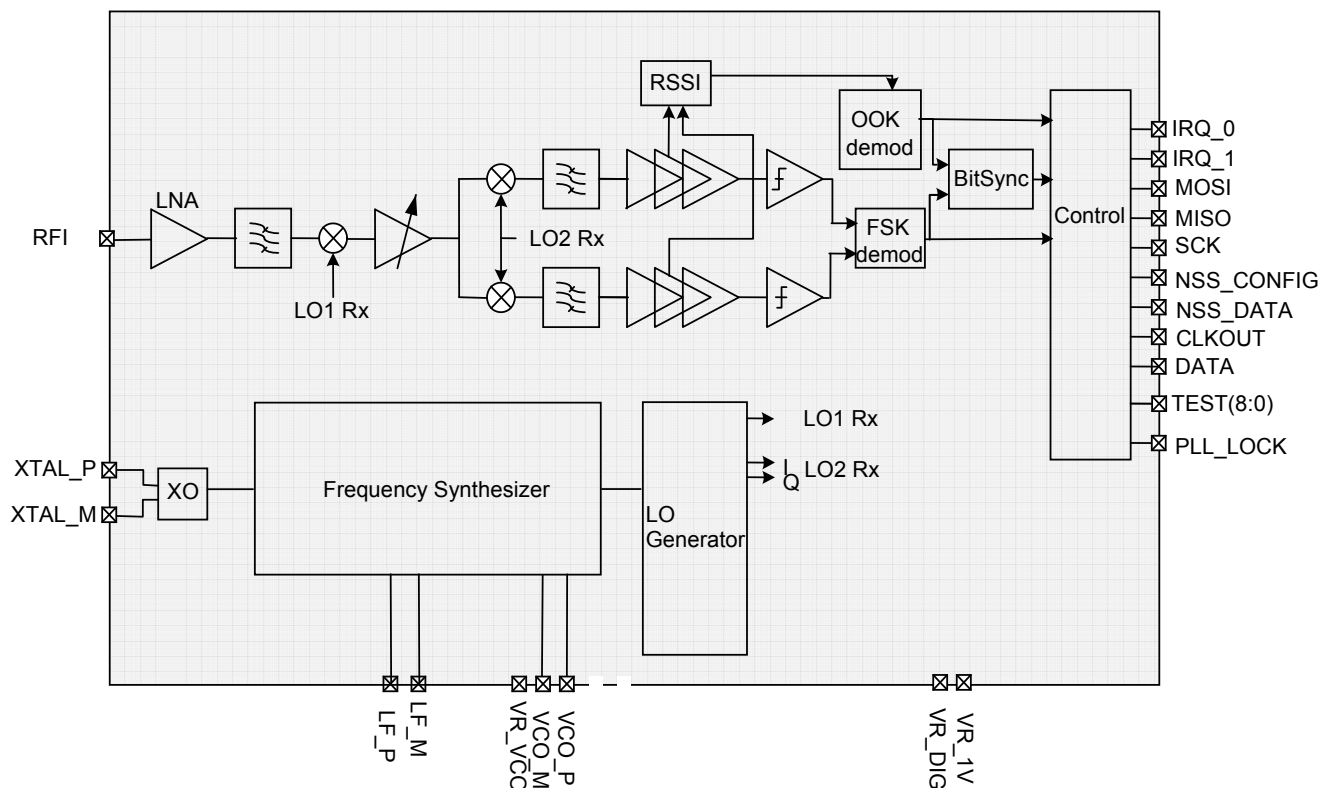 RSSI
OOK
demod
IRQ_0
IRQ_1
MOSI
MISO
SCK
NSS_CONFIG
NSS_DATA
CLKOUT
DATA
TEST(8:0)
PLL_LOCK
BitSync
Control
LNA
RFI
LO2 Rx
FSK
demod
LO1 Rx
LO1 Rx
I
Q
LO2 Rx
XTAL_P
XTAL_M
XO
Frequency Synthesizer
LO
Generator
LF_P
LF_M
VR_VCO
VCO_M
VCO_P
VR_DIG
VR_1V